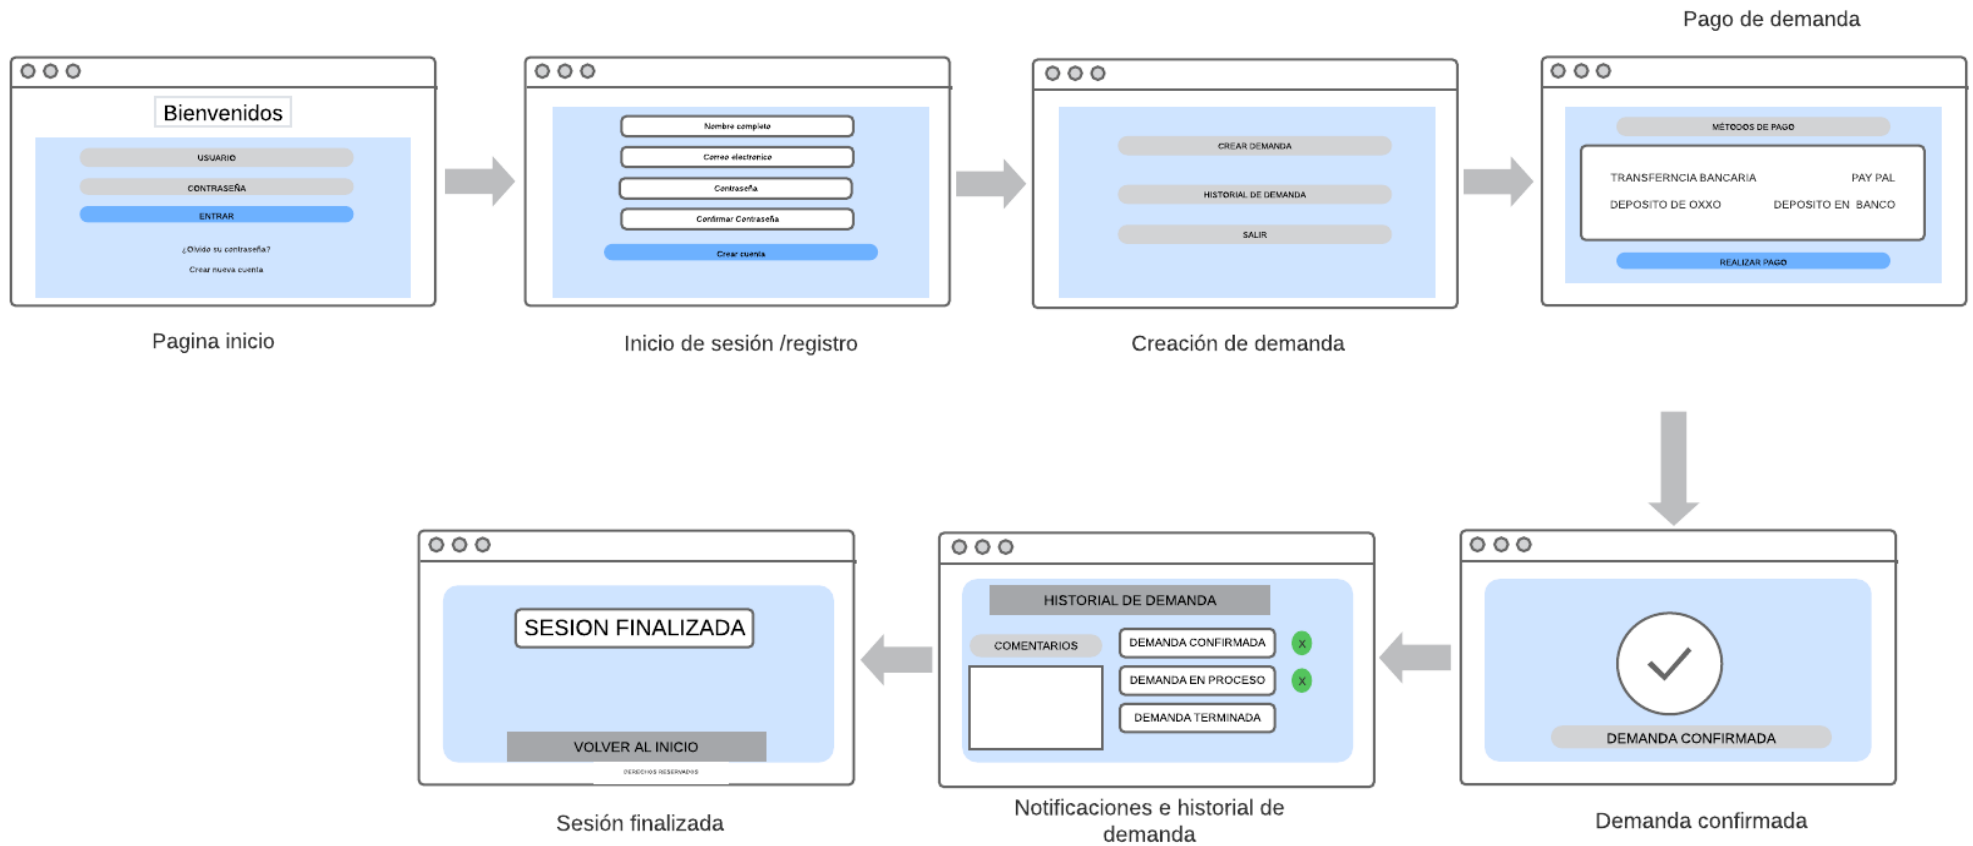 Pago de demanda
Bienvenidos
USUARIO
CONTRASEÑA
ENTRAR
¿Olvido su contraseña?
Crear nueva cuenta
Pagina inicio
Nombre completo
Correo electronico
Contraseña
Confirmar Contraseña
Crear cuenta
Inicio de sesión /registro
CREAR DEMANDA
HISTORIAL DE DEMANDA
SALIR
Creación de demanda
MÉTODOS DE PAGO
TRANSFERNCIA BANCARIA PAY PAL
DEPOSITO DE OXXO DEPOSITO EN BANCO
REALIZAR PAGO
SESION FINALIZADA
VOLVER AL INICIO
DERECHOS RESERVADOS
Sesión finalizada
HISTORIAL DE DEMANDA
COMENTARIOS
DEMANDA CONFIRMADA X
DEMANDA EN PROCESO X
DEMANDA TERMINADA
Notificaciones e historial de
demanda
DEMANDA CONFIRMADA
Demanda confirmada